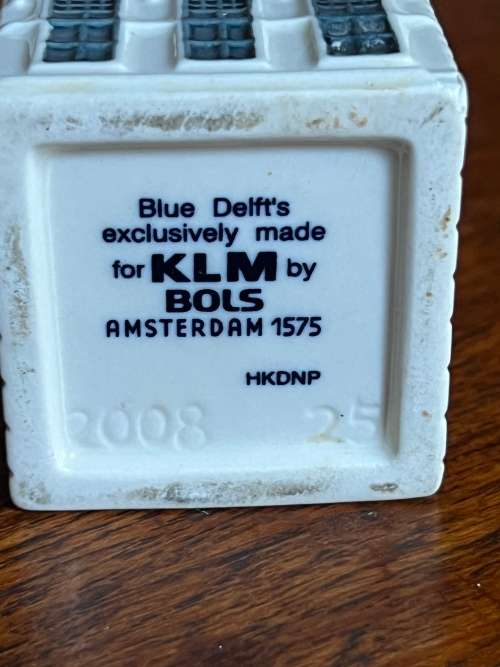 Blue Delft's
exclusively made
for KLM by
BOLS
AMSTERDAM 1575
HKDNP
2008 25